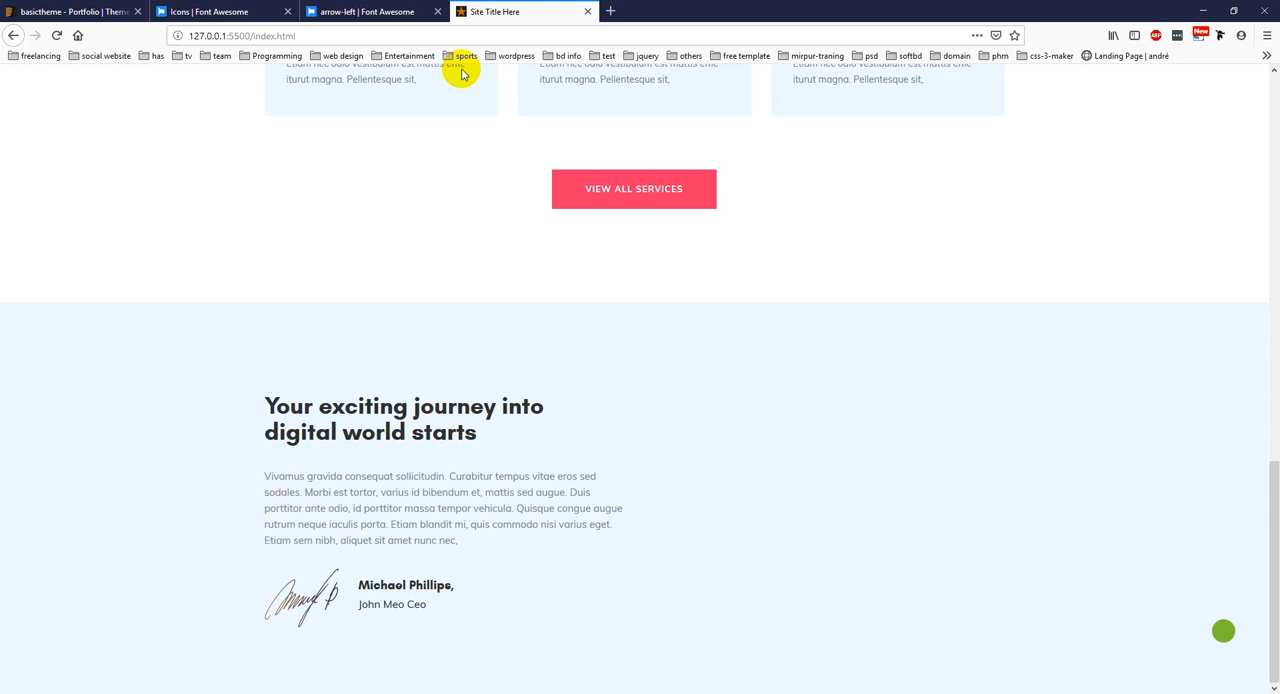 basictheme - Portfolio | Theme
Icons | Font Awesome
arrow-left | Font Awesome
Site Title Here
127.0.0.1:5500/index.html
New
freelancing
social website
has
tv
team
Programming
web design
Entertainment
sports
wordpress
bd info
test
jquery
others
free template
mirpur-traning
psd
softbd
domain
phm
css-3-maker
Landing Page | andré
iturut magna. Pellentesque sit,
iturut magna. Pellentesque sit,
iturut magna. Pellentesque sit,
VIEW ALL SERVICES
Your exciting journey into
digital world starts
Vivamus gravida consequat sollicitudin. Curabitur tempus vitae eros sed
sodales. Morbi est tortor, varius id bibendum et, mattis sed augue. Duis
porttitor ante odio, id porttitor massa tempor vehicula. Quisque congue augue
rutrum neque iaculis porta. Etiam blandit mi, quis commodo nisi varius eget.
Etiam sem nibh, aliquet sit amet nunc nec,
Michael Phillips,
John Meo Ceo